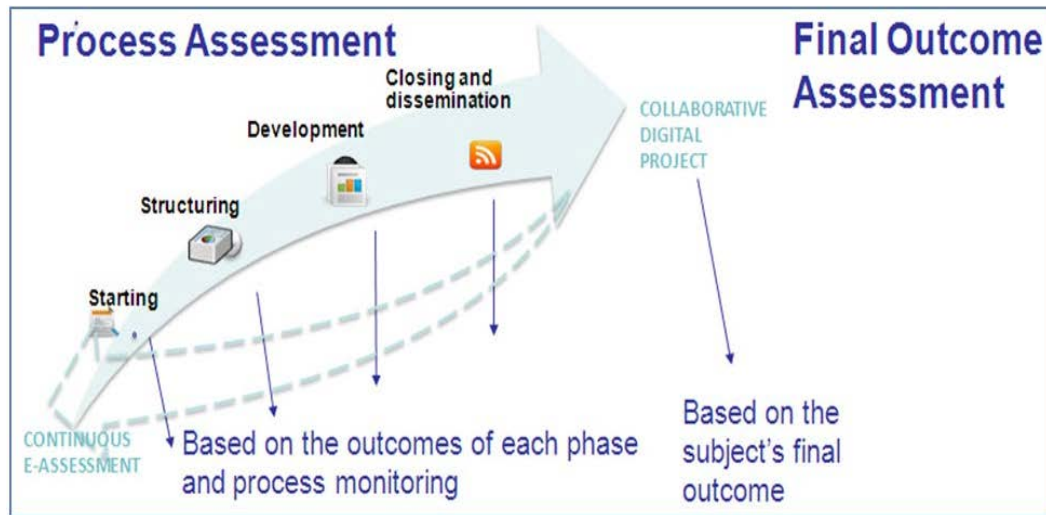 Process Assessment
Final Outcome
Assessment
Closing and
dissemination
COLLABORATIVE
DIGITAL
PROJECT
Development
Structuring
Starting
CONTINUOUS
E-ASSESSMENT
Based on the outcomes of each phase
and process monitoring
Based on the
subject's final
outcome